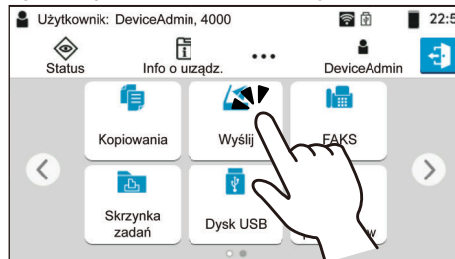 Użytkownik: DeviceAdmin, 4000 22:5
Status Info o urządz. ... DeviceAdmin
Kopiowania Wyślij FAKS
Skrzynka
zadań
Dysk USB